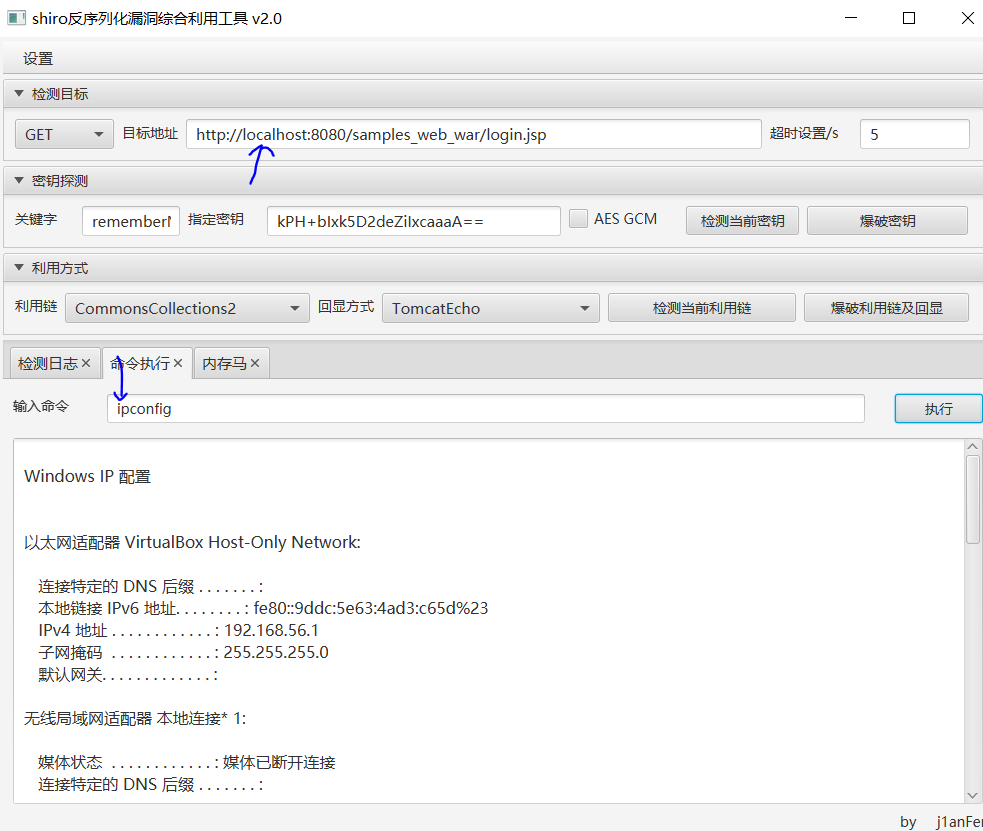 shiro反序列化漏洞综合利用工具 v2.0
设置
检测目标
GET 目标地址 http://localhost:8080/samples_web_war/login.jsp 超时设置/s 5
密钥探测
关键字 rememberM 指定密钥 kPH+bIxk5D2deZiIxcaaaA== AES GCM 检测当前密钥 爆破密钥
利用方式
利用链 CommonsCollections2 回显方式 TomcatEcho 检测当前利用链 爆破利用链及回显
检测日志 命令执行 内存马
输入命令 ipconfig 执行
Windows IP 配置
以太网适配器 VirtualBox Host-Only Network:
连接特定的 DNS 后缀 . . . . . . . :
本地链接 IPv6 地址. . . . . . . . : fe80::9ddc:5e63:4ad3:c65d%23
IPv4 地址 . . . . . . . . . . . . : 192.168.56.1
子网掩码 . . . . . . . . . . . . : 255.255.255.0
默认网关. . . . . . . . . . . . . :
无线局域网适配器 本地连接* 1:
媒体状态 . . . . . . . . . . . . : 媒体已断开连接
连接特定的 DNS 后缀 . . . . . . . :
by j1anFen